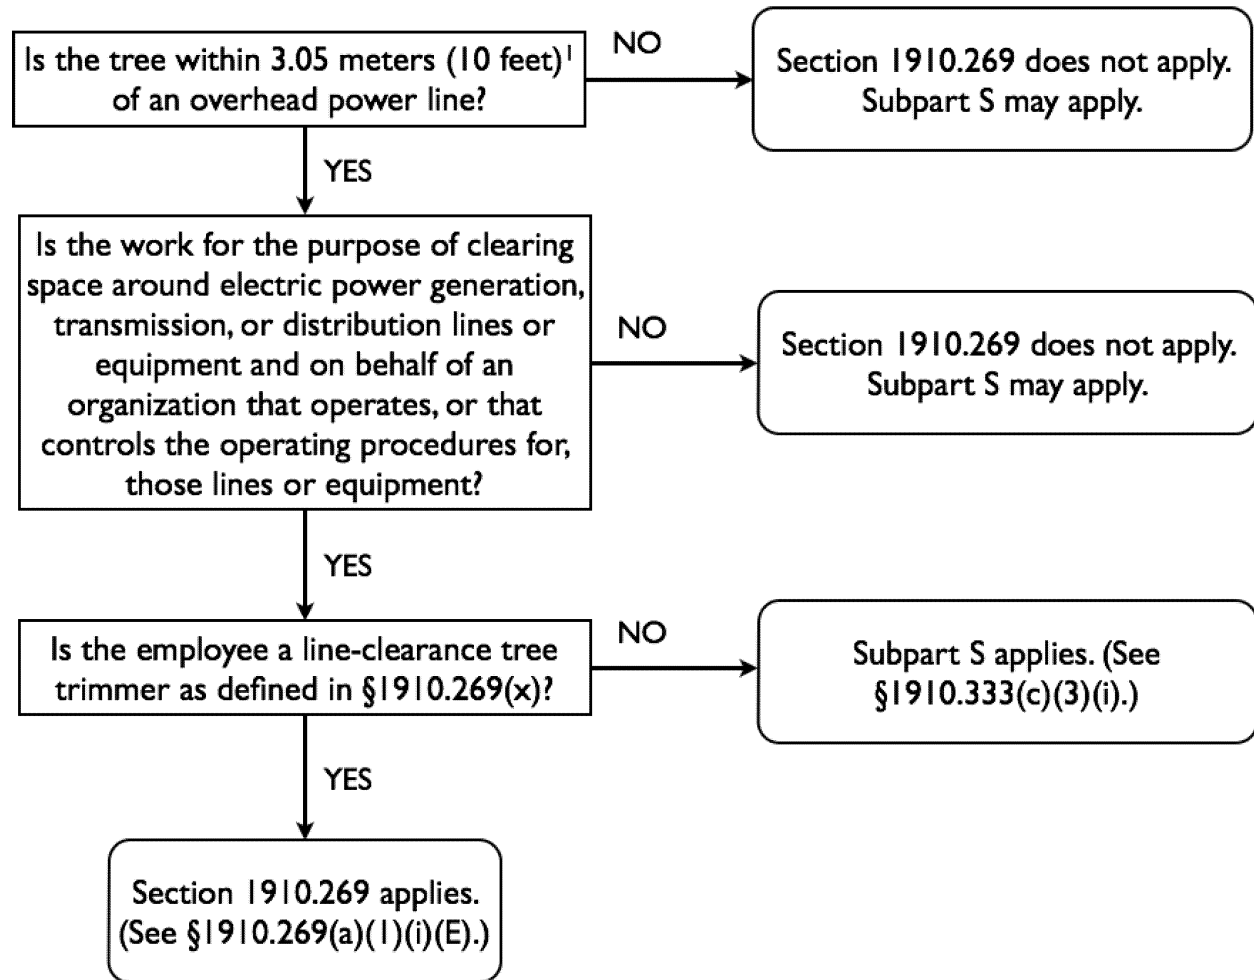 Is the tree within 3.05 meters (10 feet)¹
of an overhead power line?
NO
Section 1910.269 does not apply.
Subpart S may apply.
YES
Is the work for the purpose of clearing
space around electric power generation,
transmission, or distribution lines or
equipment and on behalf of an
organization that operates, or that
controls the operating procedures for,
those lines or equipment?
NO
Section 1910.269 does not apply.
Subpart S may apply.
YES
Is the employee a line-clearance tree
trimmer as defined in §1910.269(x)?
NO
Subpart S applies. (See
§1910.333(c)(3)(i).)
YES
Section 1910.269 applies.
(See §1910.269(a)(1)(i)(E).)